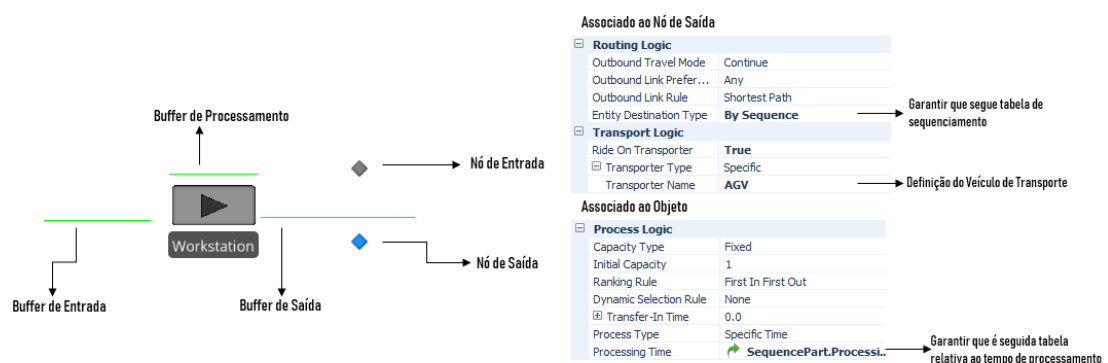 Buffer de Processamento
Nó de Entrada
Workstation
Nó de Saída
Buffer de Entrada
Buffer de Saída
Associado ao Nó de Saída
Routing Logic
Outbound Travel Mode Continue
Outbound Link Prefer... Any
Outbound Link Rule Shortest Path
Entity Destination Type By Sequence
Garantir que segue tabela de
sequenciamento
Transport Logic
Ride On Transporter True
Transporter Type Specific
Transporter Name AGV
Definição do Veículo de Transporte
Associado ao Objeto
Process Logic
Capacity Type Fixed
Initial Capacity 1
Ranking Rule First In First Out
Dynamic Selection Rule None
Transfer-In Time 0.0
Process Type Specific Time
Processing Time SequencePart.Processi..
Garantir que é seguida tabela
relativa ao tempo de processamento